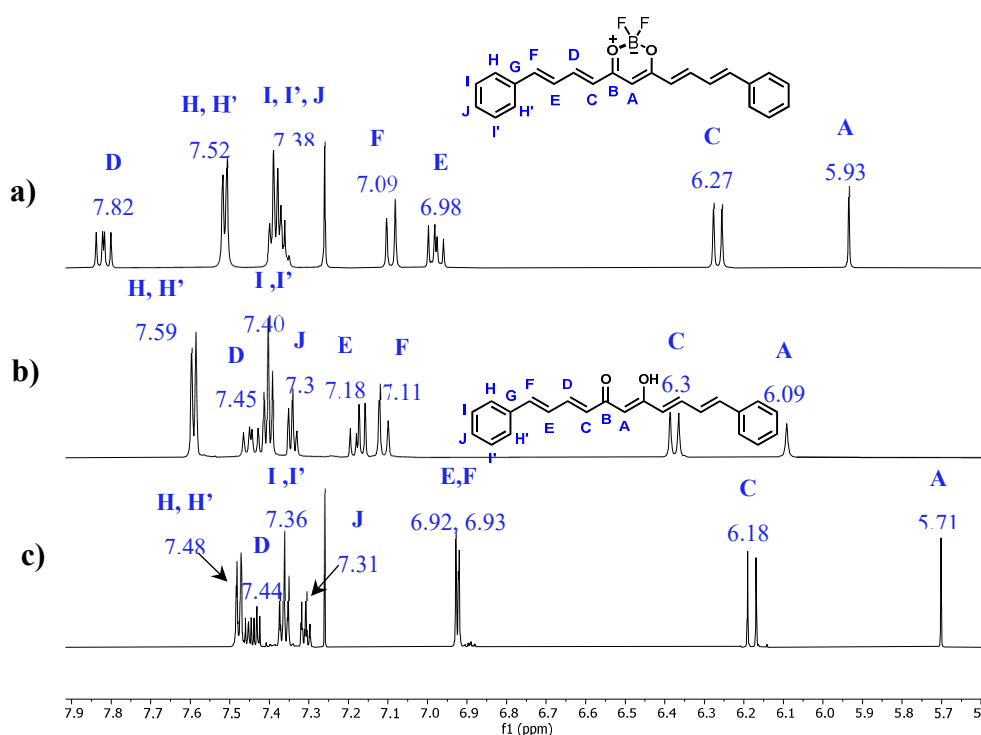 F F
+ B
O O
−
H G F D
I E C B A
J H'
I'
a)
H, H' I, I', J F E C A
D 7.52 7.38 7.09 6.98 6.27 5.93
7.82
H, H' I ,I'
7.59 D 7.40 J E F C A
b)
7.45 7.3 7.18 7.11 6.3 6.09
O OH
H G F D
I E C B A
J H'
I'
H, H' I ,I' E,F C A
7.48 D 7.36 J 6.92, 6.93 6.18 5.71
c)
7.44 7.31
7.9 7.8 7.7 7.6 7.5 7.4 7.3 7.2 7.1 7.0 6.9 6.8 6.7 6.6 6.5 6.4 6.3 6.2 6.1 6.0 5.9 5.8 5.7 5.
f1 (ppm)